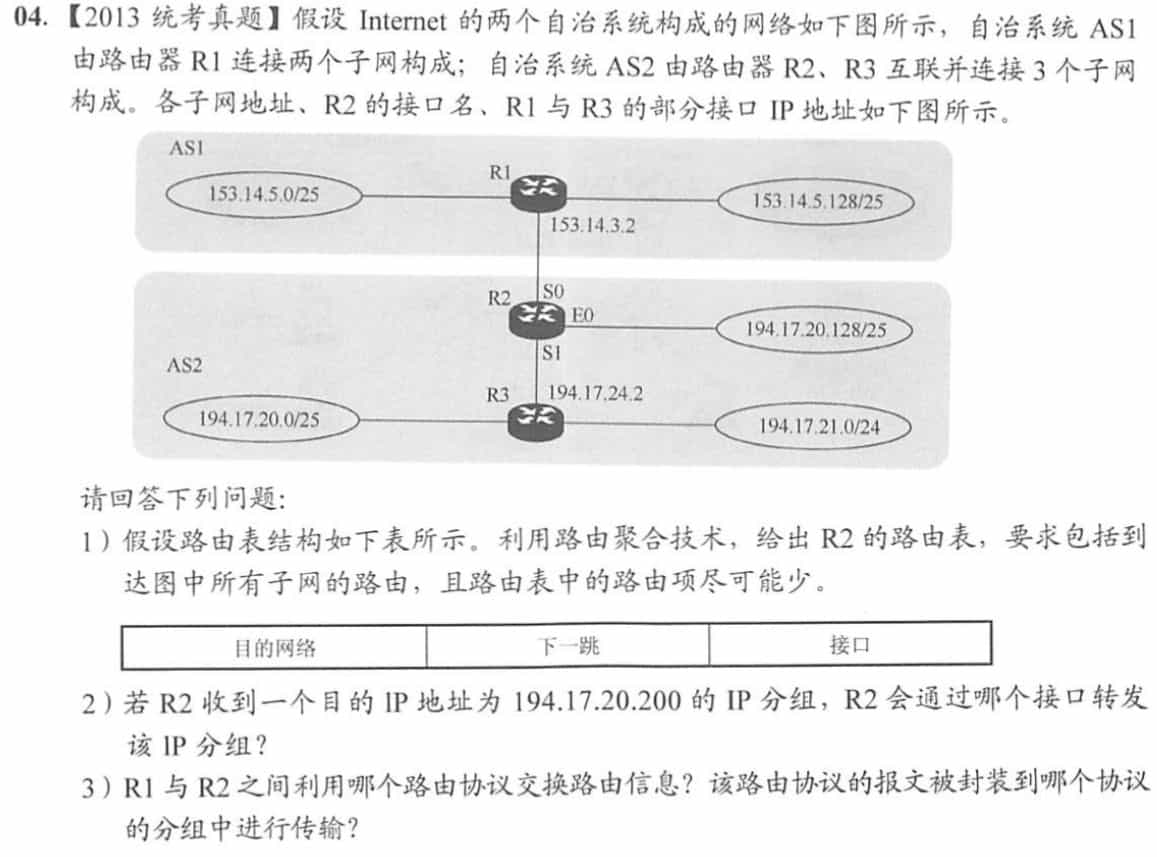 04.【2013 统考真题】假设 Internet 的两个自治系统构成的网络如下图所示，自治系统 AS1
由路由器 R1 连接两个子网构成；自治系统 AS2 由路由器 R2、R3 互联并连接 3 个子网
构成。各子网地址、R2 的接口名、R1 与 R3 的部分接口 IP 地址如下图所示。
AS1
R1
153.14.5.0/25
153.14.5.128/25
153.14.3.2
R2
S0
E0
194.17.20.128/25
S1
AS2
R3
194.17.24.2
194.17.20.0/25
194.17.21.0/24
请回答下列问题：
1）假设路由表结构如下表所示。利用路由聚合技术，给出 R2 的路由表，要求包括到
达图中所有子网的路由，且路由表中的路由项尽可能少。
目的网络 下一跳 接口
2）若 R2 收到一个目的 IP 地址为 194.17.20.200 的 IP 分组，R2 会通过哪个接口转发
该 IP 分组？
3）R1 与 R2 之间利用哪个路由协议交换路由信息？该路由协议的报文被封装到哪个协议
的分组中进行传输？